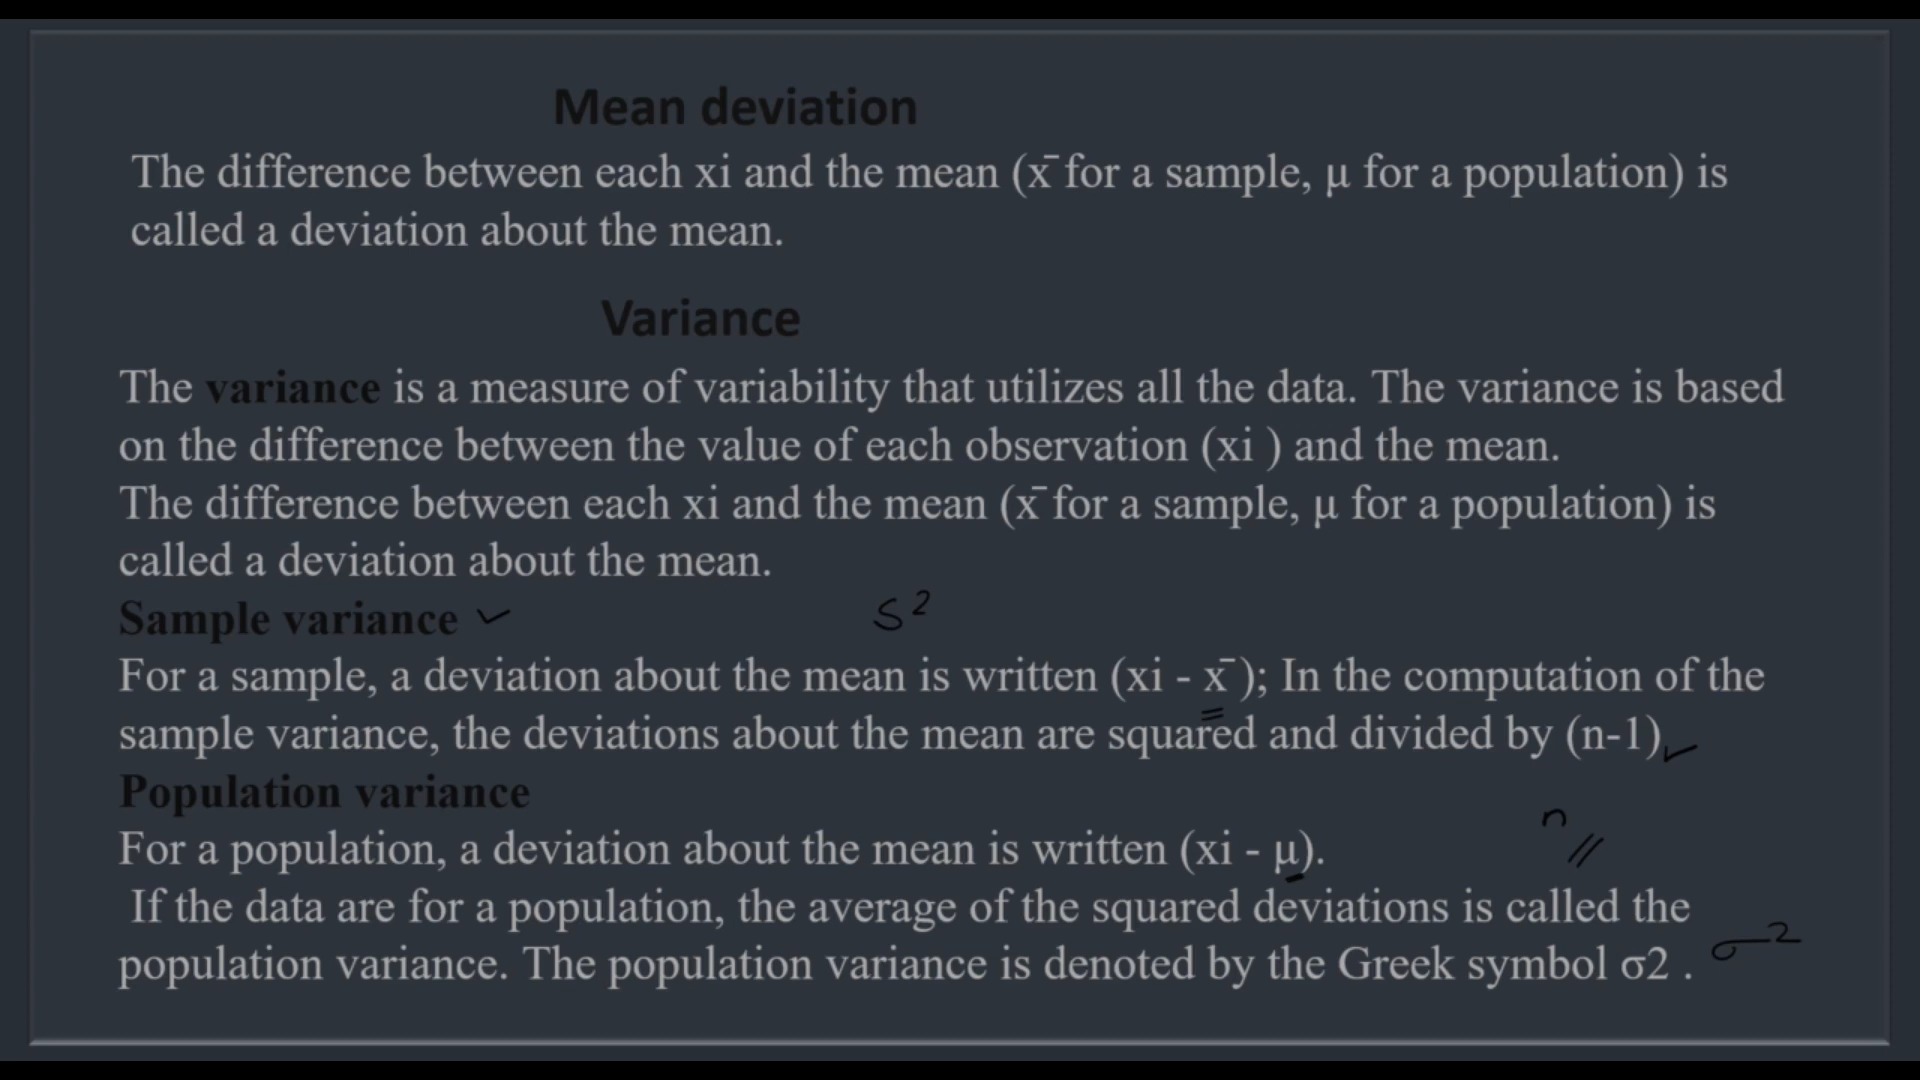 Mean deviation
The difference between each xi and the mean (x̄ for a sample, μ for a population) is
called a deviation about the mean.
Variance
The variance is a measure of variability that utilizes all the data. The variance is based
on the difference between the value of each observation (xi ) and the mean.
The difference between each xi and the mean (x̄ for a sample, μ for a population) is
called a deviation about the mean.
Sample variance ✓ S²
For a sample, a deviation about the mean is written (xi - x̄ ); In the computation of the
sample variance, the deviations about the mean are squared and divided by (n-1) ✓
Population variance
n
For a population, a deviation about the mean is written (xi - μ).
If the data are for a population, the average of the squared deviations is called the
population variance. The population variance is denoted by the Greek symbol σ2 . σ²